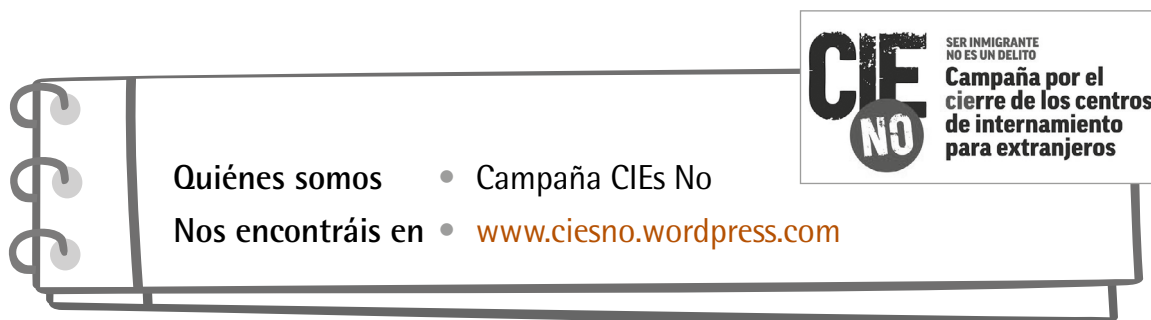 CIE
NO
SER INMIGRANTE
NO ES UN DELITO
Campaña por el
cierre de los centros
de internamiento
para extranjeros
Quiénes somos • Campaña CIEs No
Nos encontráis en • www.ciesno.wordpress.com